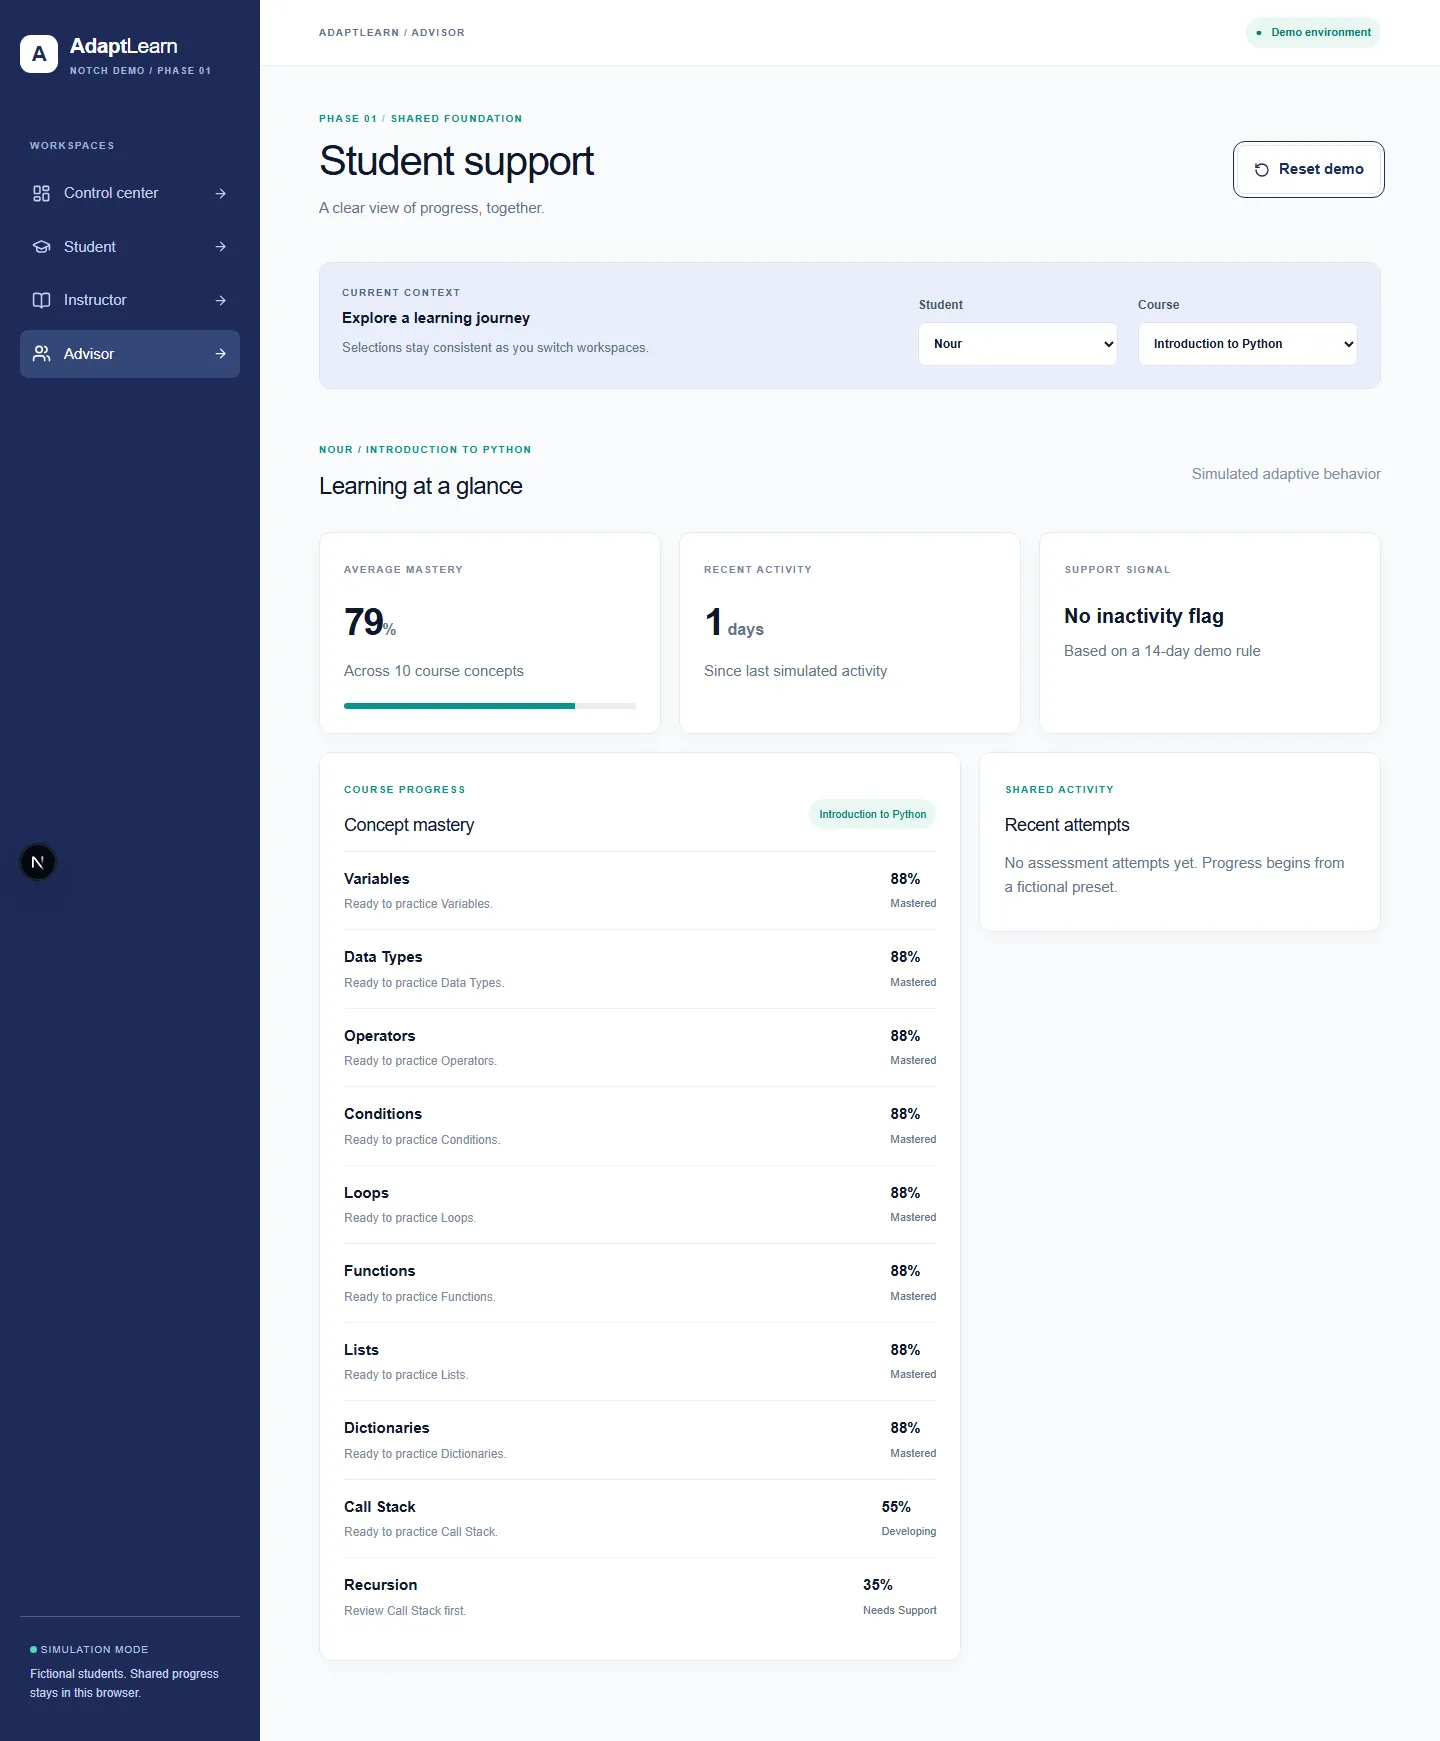 A
AdaptLearn
NOTCH DEMO / PHASE 01
WORKSPACES
Control center
Student
Instructor
Advisor
N
SIMULATION MODE
Fictional students. Shared progress
stays in this browser.
ADAPTLEARN / ADVISOR
Demo environment
PHASE 01 / SHARED FOUNDATION
Student support
A clear view of progress, together.
Reset demo
CURRENT CONTEXT
Explore a learning journey
Selections stay consistent as you switch workspaces.
Student
Nour
Course
Introduction to Python
NOUR / INTRODUCTION TO PYTHON
Learning at a glance
Simulated adaptive behavior
AVERAGE MASTERY
79%
Across 10 course concepts
RECENT ACTIVITY
1 days
Since last simulated activity
SUPPORT SIGNAL
No inactivity flag
Based on a 14-day demo rule
COURSE PROGRESS
Concept mastery
Introduction to Python
Variables
Ready to practice Variables.
88%
Mastered
Data Types
Ready to practice Data Types.
88%
Mastered
Operators
Ready to practice Operators.
88%
Mastered
Conditions
Ready to practice Conditions.
88%
Mastered
Loops
Ready to practice Loops.
88%
Mastered
Functions
Ready to practice Functions.
88%
Mastered
Lists
Ready to practice Lists.
88%
Mastered
Dictionaries
Ready to practice Dictionaries.
88%
Mastered
Call Stack
Ready to practice Call Stack.
55%
Developing
Recursion
Review Call Stack first.
35%
Needs Support
SHARED ACTIVITY
Recent attempts
No assessment attempts yet. Progress begins from
a fictional preset.